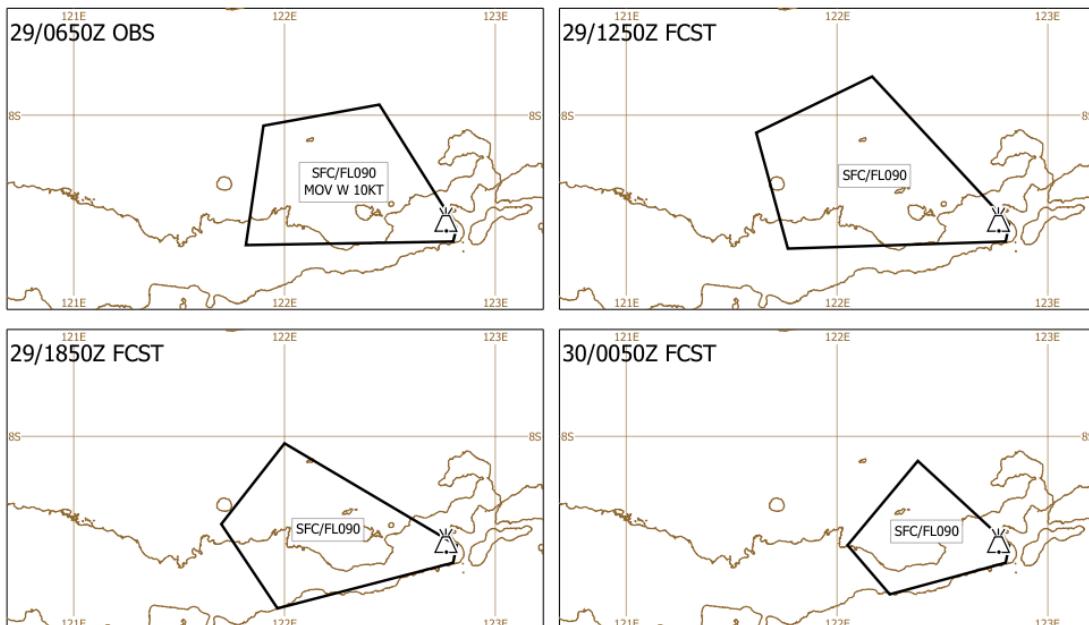 29/0650Z OBS
121E
122E
123E
8S
8S
SFC/FL090
MOV W 10KT
121E
122E
123E
29/1250Z FCST
121E
122E
123E
8S
8S
SFC/FL090
121E
122E
123E
29/1850Z FCST
121E
122E
123E
8S
8S
SFC/FL090
121E
122E
123E
30/0050Z FCST
121E
122E
123E
8S
8S
SFC/FL090
121E
122E
123E